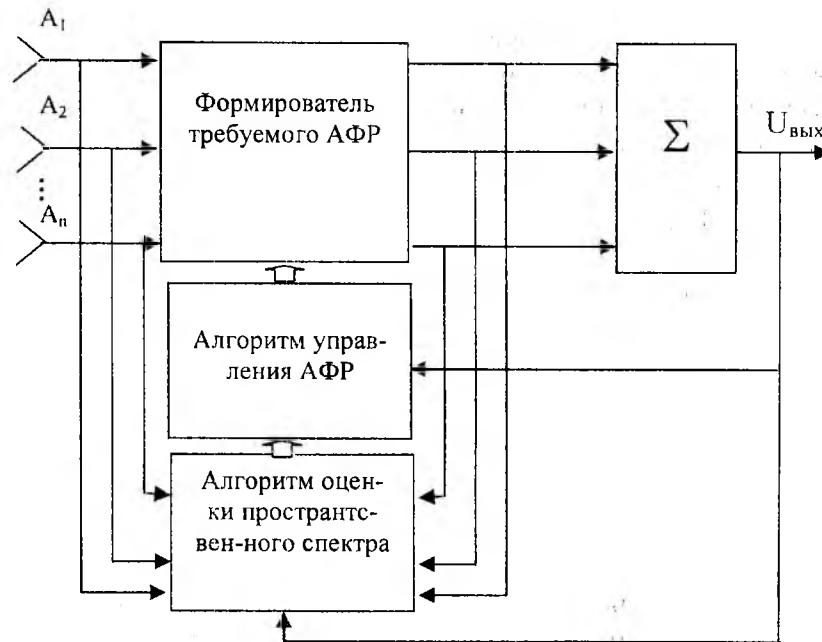 A₁
Формирователь
требуемого АФР
A₂
Σ
Uвых
...
Aₙ
Алгоритм управ-
ления АФР
Алгоритм оцен-
ки пространтс-
вен-ного спектра